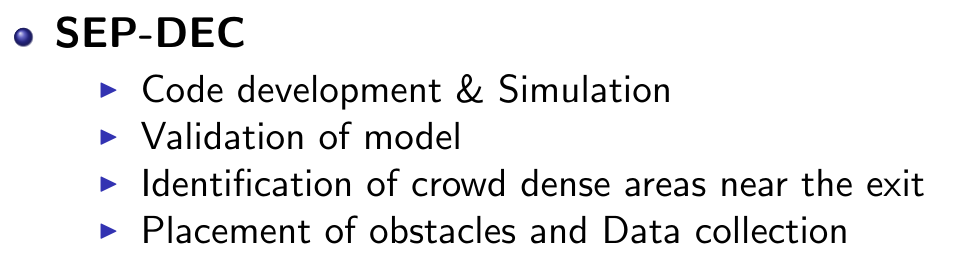 SEP-DEC
Code development & Simulation
Validation of model
Identification of crowd dense areas near the exit
Placement of obstacles and Data collection